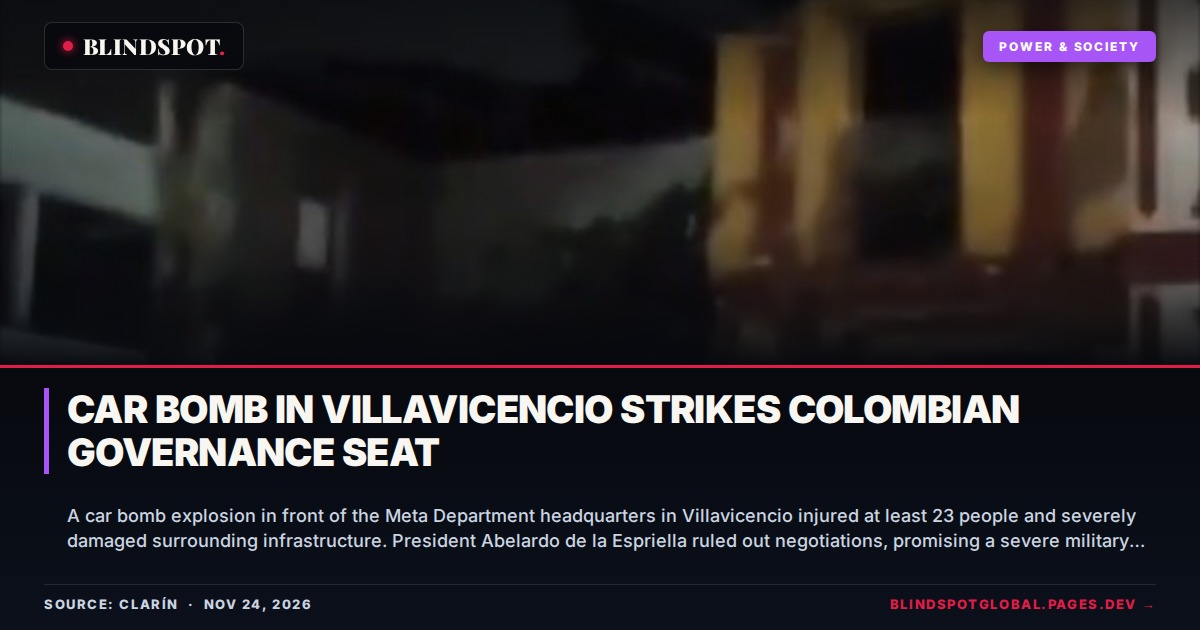 BLINDSPOT.
POWER & SOCIETY
CAR BOMB IN VILLAVICENCIO STRIKES COLOMBIAN
GOVERNANCE SEAT
A car bomb explosion in front of the Meta Department headquarters in Villavicencio injured at least 23 people and severely
damaged surrounding infrastructure. President Abelardo de la Espriella ruled out negotiations, promising a severe military...
SOURCE: CLARÍN · NOV 24, 2026
BLINDSPOTGLOBAL.PAGES.DEV →